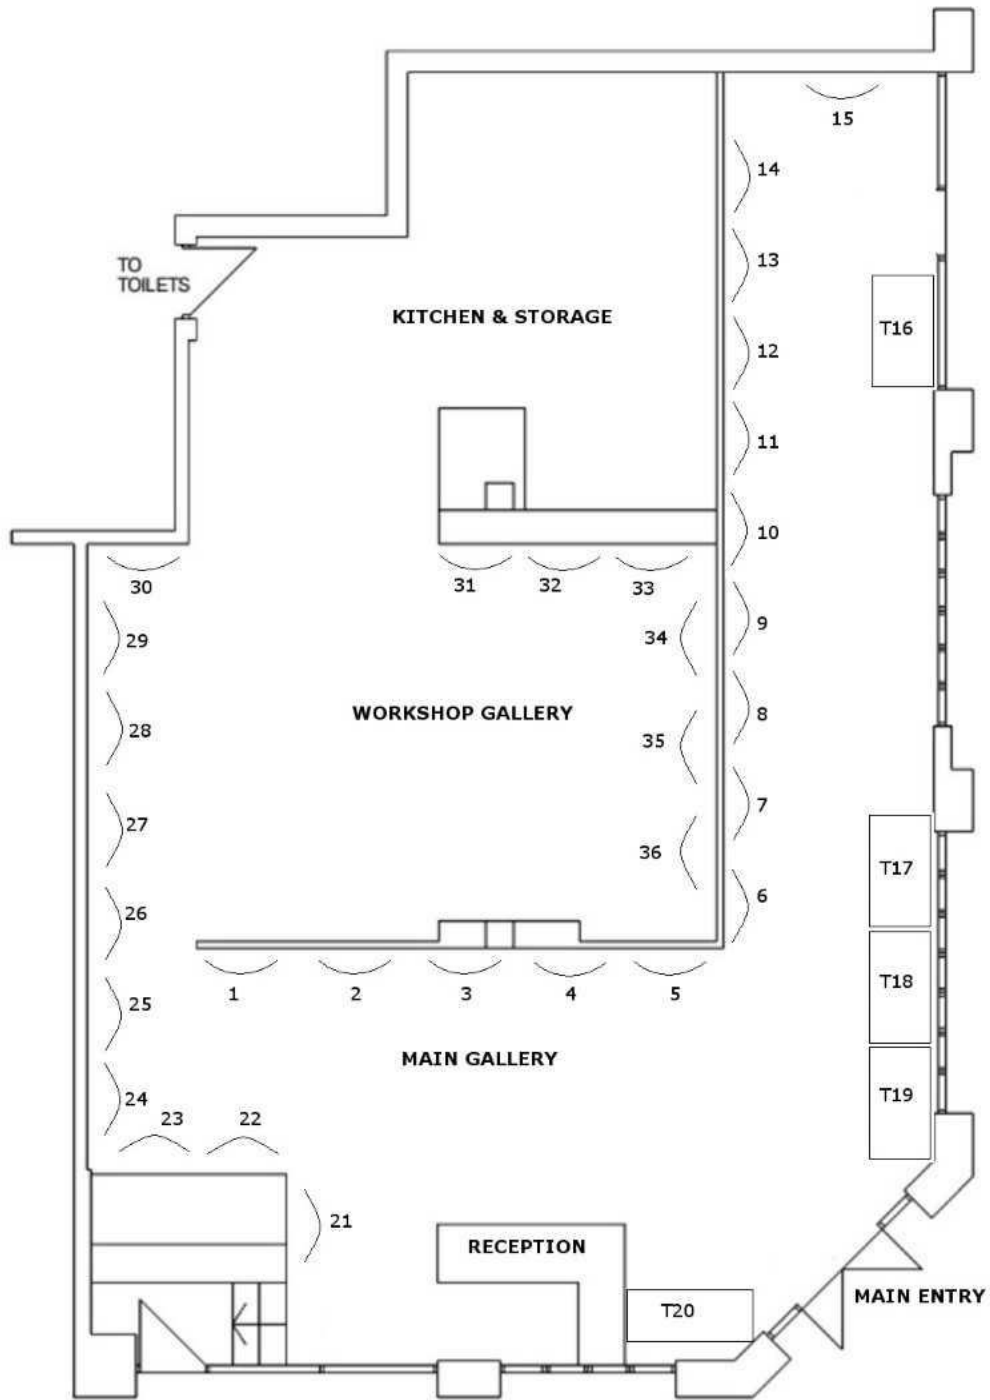 15
14
TO
TOILETS
13
KITCHEN & STORAGE
T16
12
11
10
30
31 32 33
9
29
34
WORKSHOP GALLERY
8
28
35
7
27
36
T17
6
26
T18
1 2 3 4 5
25
MAIN GALLERY
T19
24
23 22
21
RECEPTION
MAIN ENTRY
T20